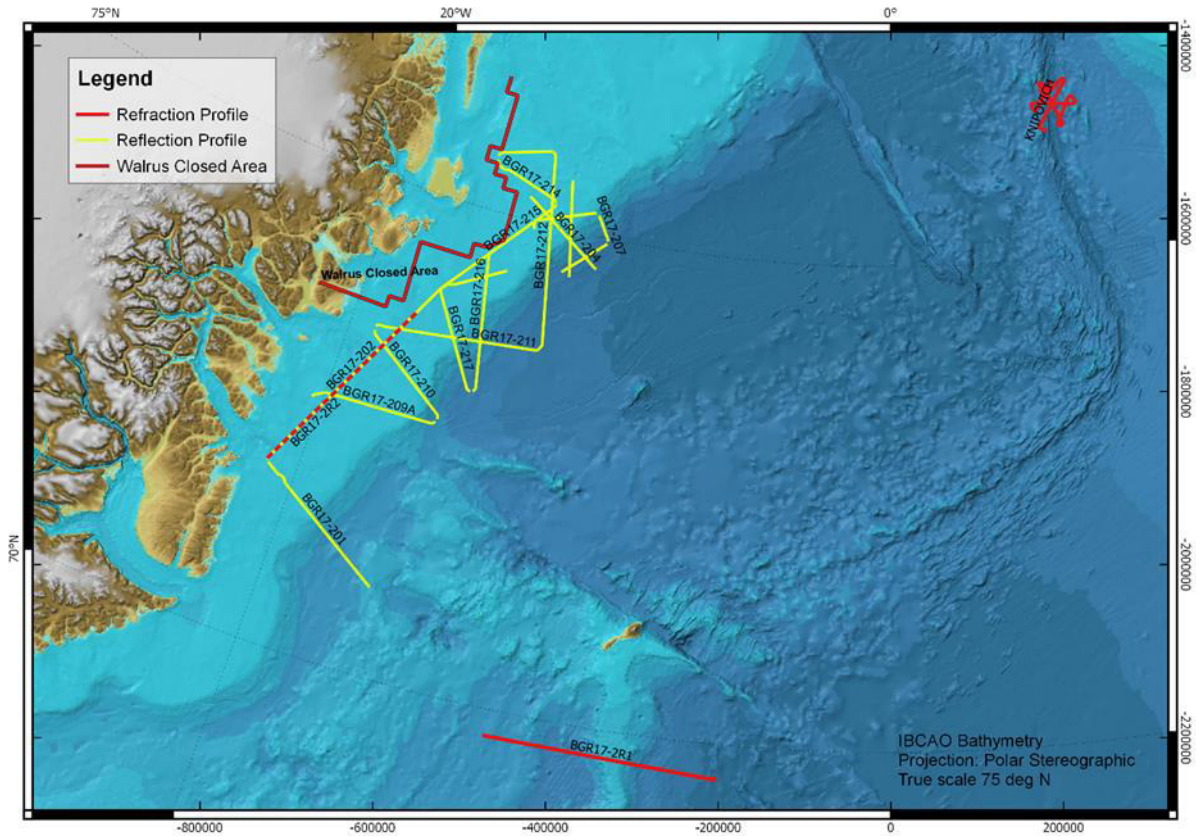 75°N
20°W
0°
-1400000
Legend
Refraction Profile
Reflection Profile
Walrus Closed Area
KNIPOVICH
BGR17-214
BGR17-215
BGR17-204
BGR17-207
-1600000
BGR17-212
Walrus Closed Area
BGR17-216
BGR17-211
BGR17-217
BGR17-202
BGR17-210
-1800000
BGR17-209A
BGR17-2R2
BGR17-201
70°N
-2000000
BGR17-2R1
-2200000
IBCAO Bathymetry
Projection: Polar Stereographic
True scale 75 deg N
-800000
-600000
-400000
-200000
0
200000